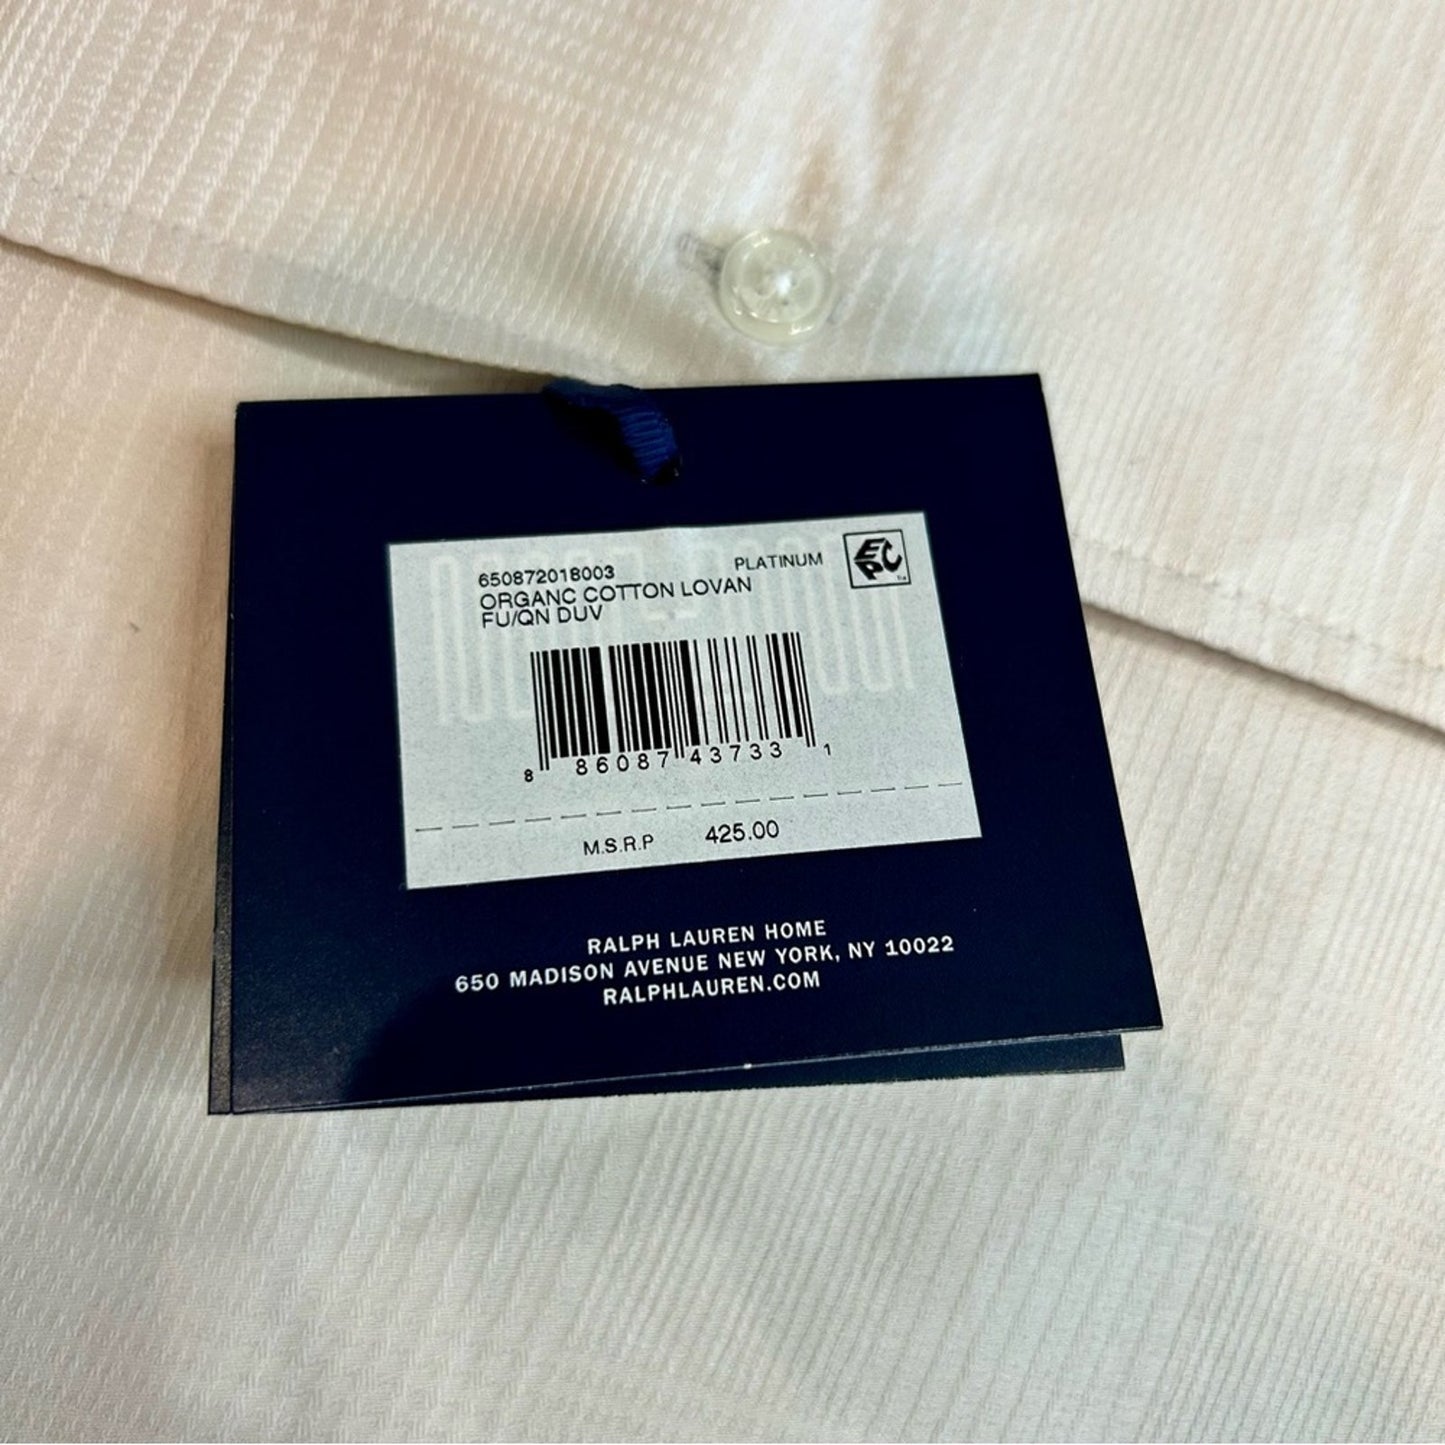 650872018003 PLATINUM EPC
ORGANC COTTON LOVAN
FU/QN DUV
8 86087 43733 1
M.S.R.P 425.00
RALPH LAUREN HOME
650 MADISON AVENUE NEW YORK, NY 10022
RALPHLAUREN.COM